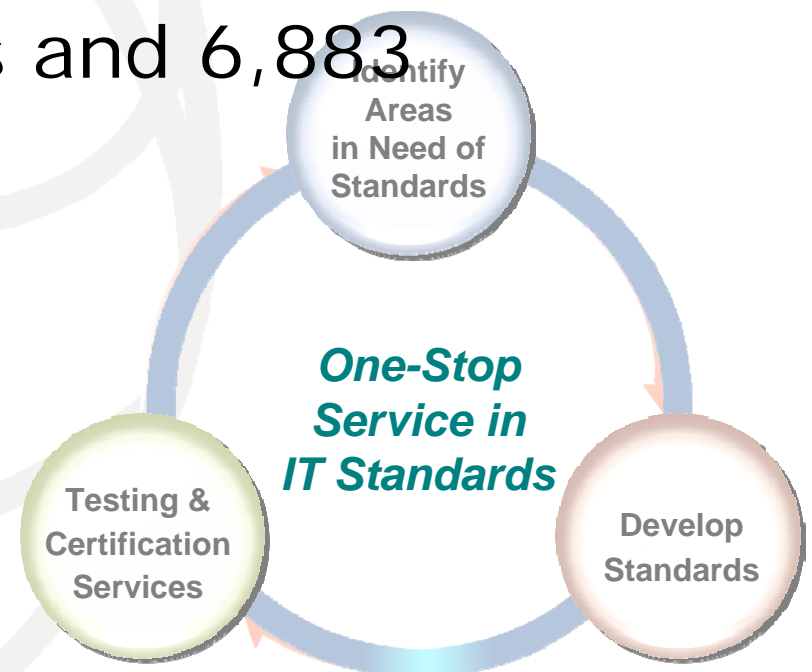 s and 6,883
Identify
Areas
in Need of
Standards
One-Stop
Service in
IT Standards
Testing &
Certification
Services
Develop
Standards